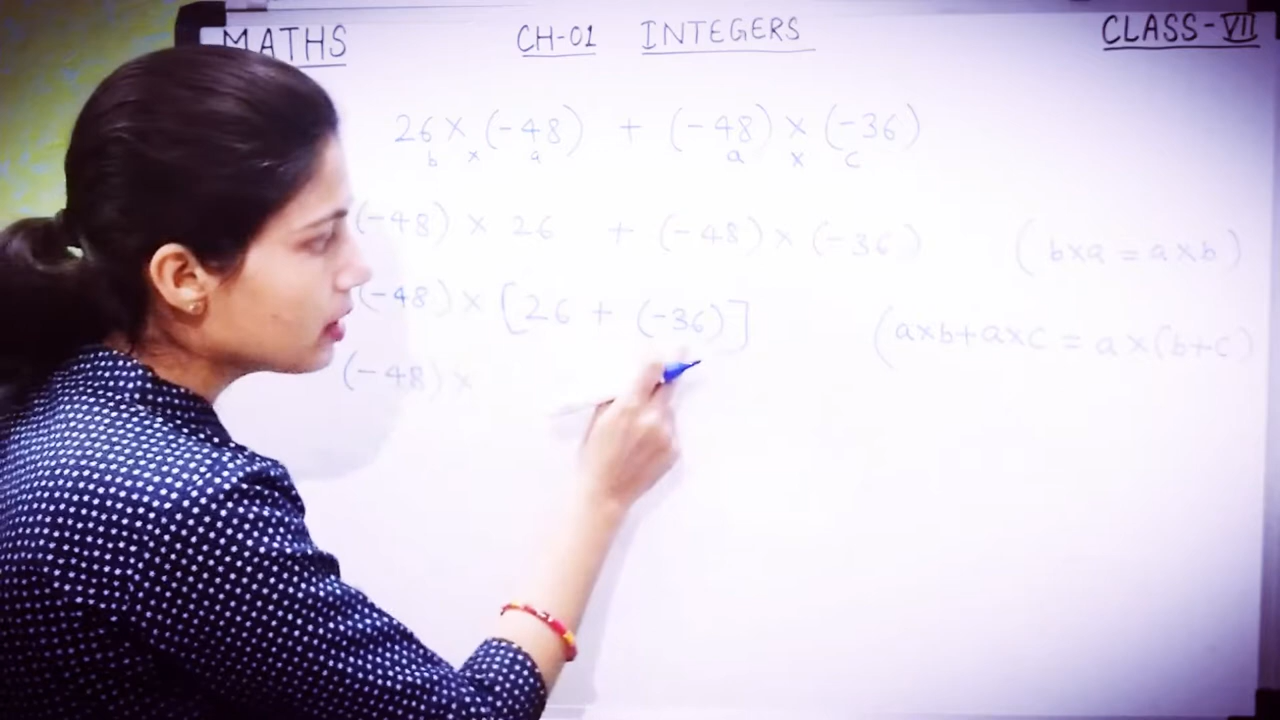 MATHS CH-01 INTEGERS CLASS-VII
26 × (-48) + (-48) × (-36)
b × a a × c
(-48) × 26 + (-48) × (-36) (b×a = a×b)
(-48) × [26 + (-36)] (a×b+a×c = a×(b+c)
(-48) ×